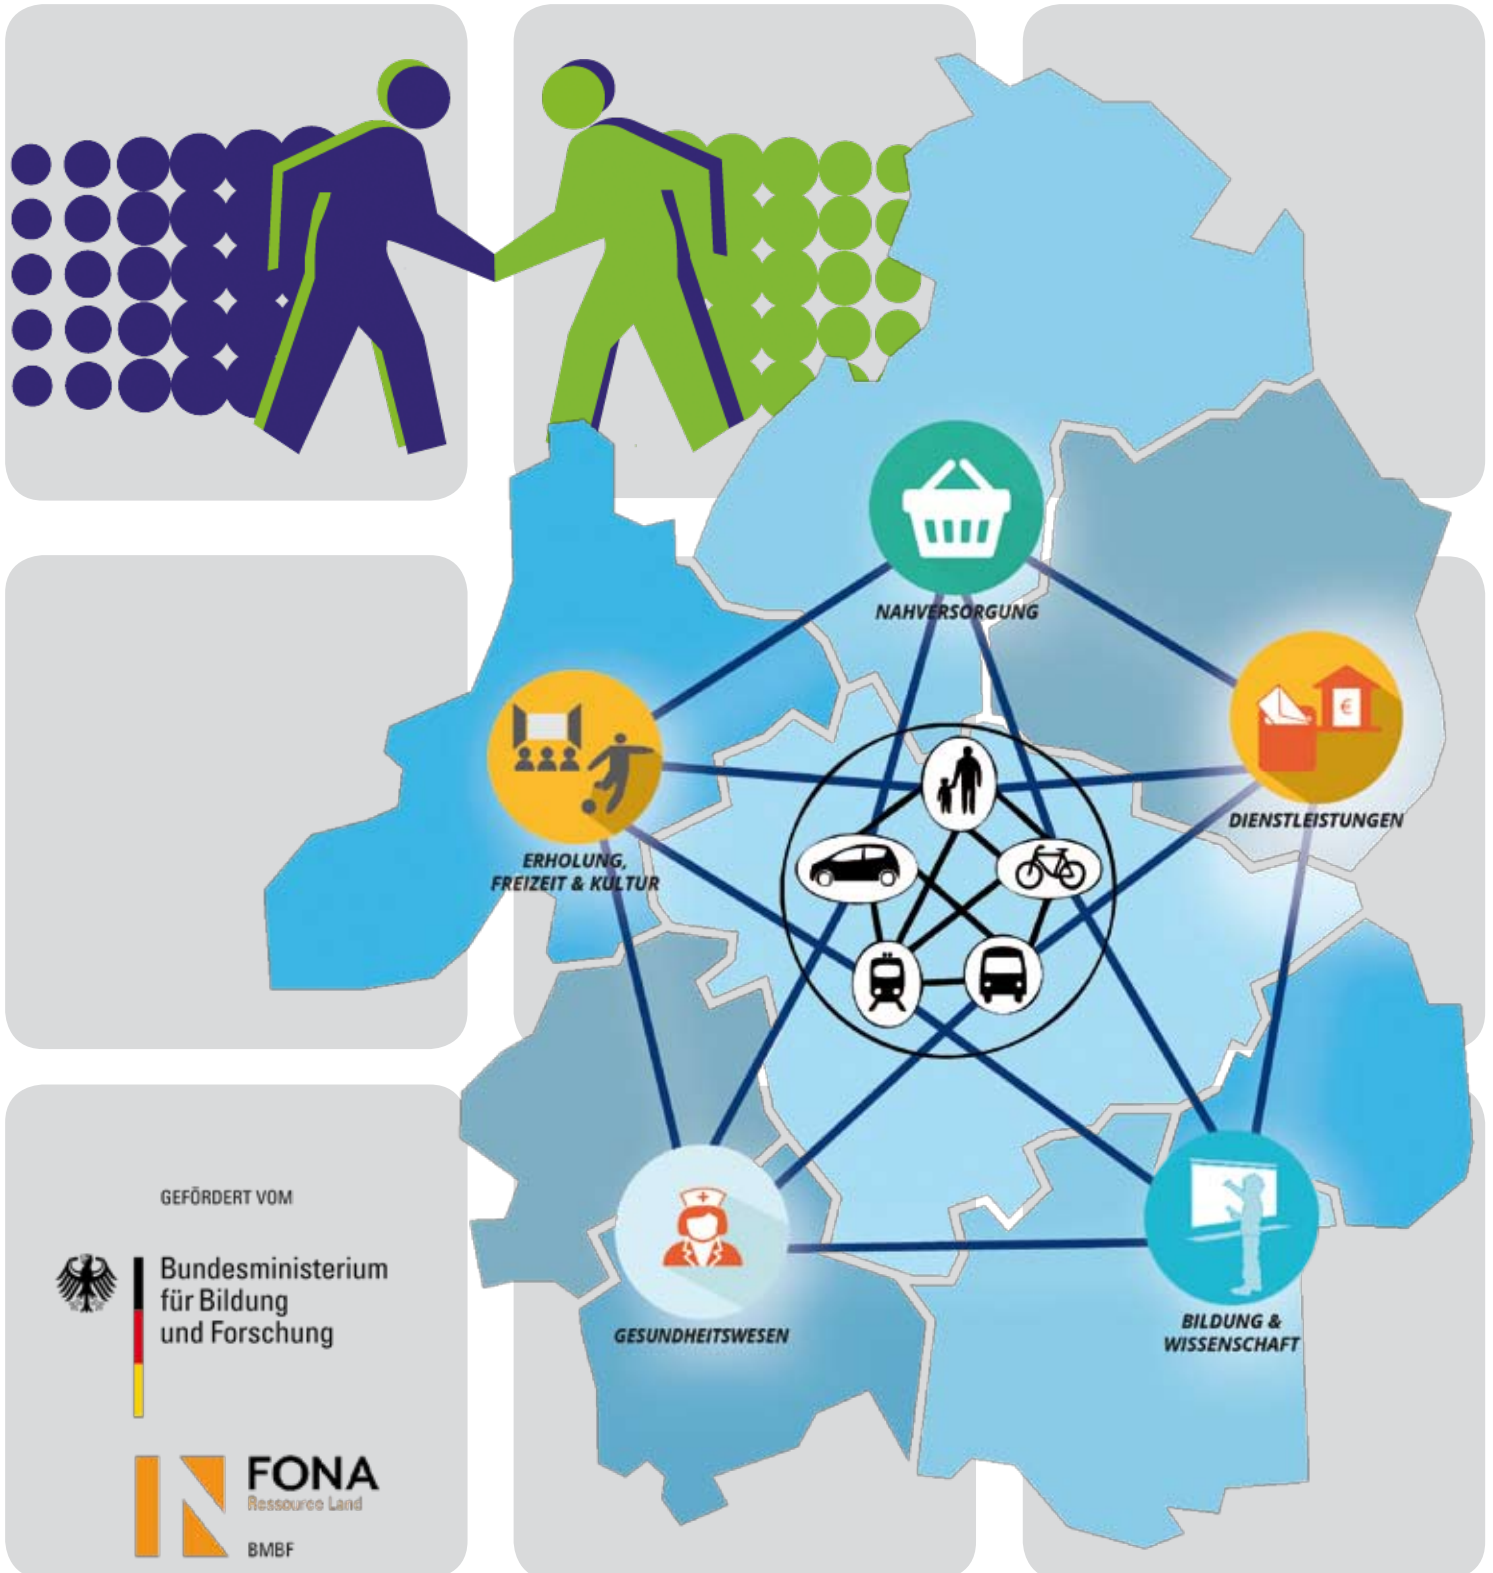 NAHVERSORGUNG
DIENSTLEISTUNGEN
€
ERHOLUNG,
FREIZEIT & KULTUR
GESUNDHEITSWESEN
BILDUNG &
WISSENSCHAFT
GEFÖRDERT VOM
Bundesministerium
für Bildung
und Forschung
FONA
Ressource Land
BMBF